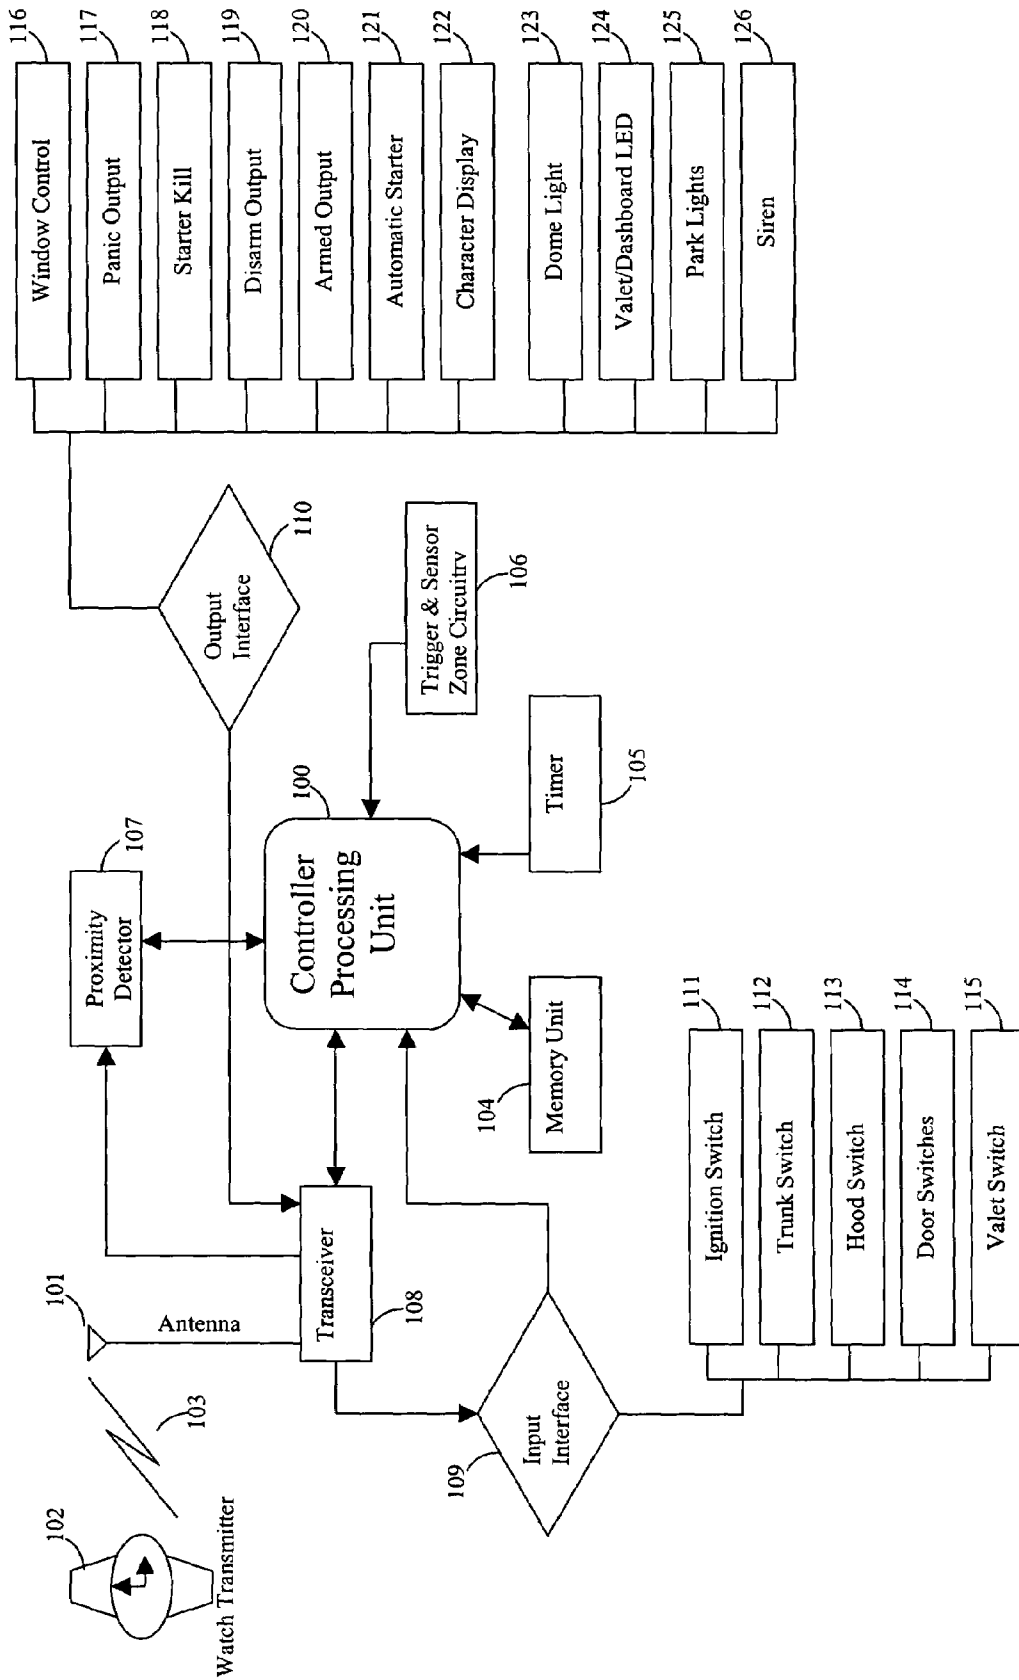 116
Window Control
117
Panic Output
118
Starter Kill
119
Disarm Output
120
Armed Output
121
Automatic Starter
122
Character Display
123
Dome Light
124
Valet/Dashboard LED
125
Park Lights
126
Siren
Output
Interface
110
Trigger & Sensor
Zone Circuitrv
106
107
Proximity
Detector
100
Controller
Processing
Unit
Timer
105
Memory Unit
104
101
Antenna
Transceiver
108
103
102
Watch Transmitter
Input
Interface
109
Ignition Switch
111
Trunk Switch
112
Hood Switch
113
Door Switches
114
Valet Switch
115